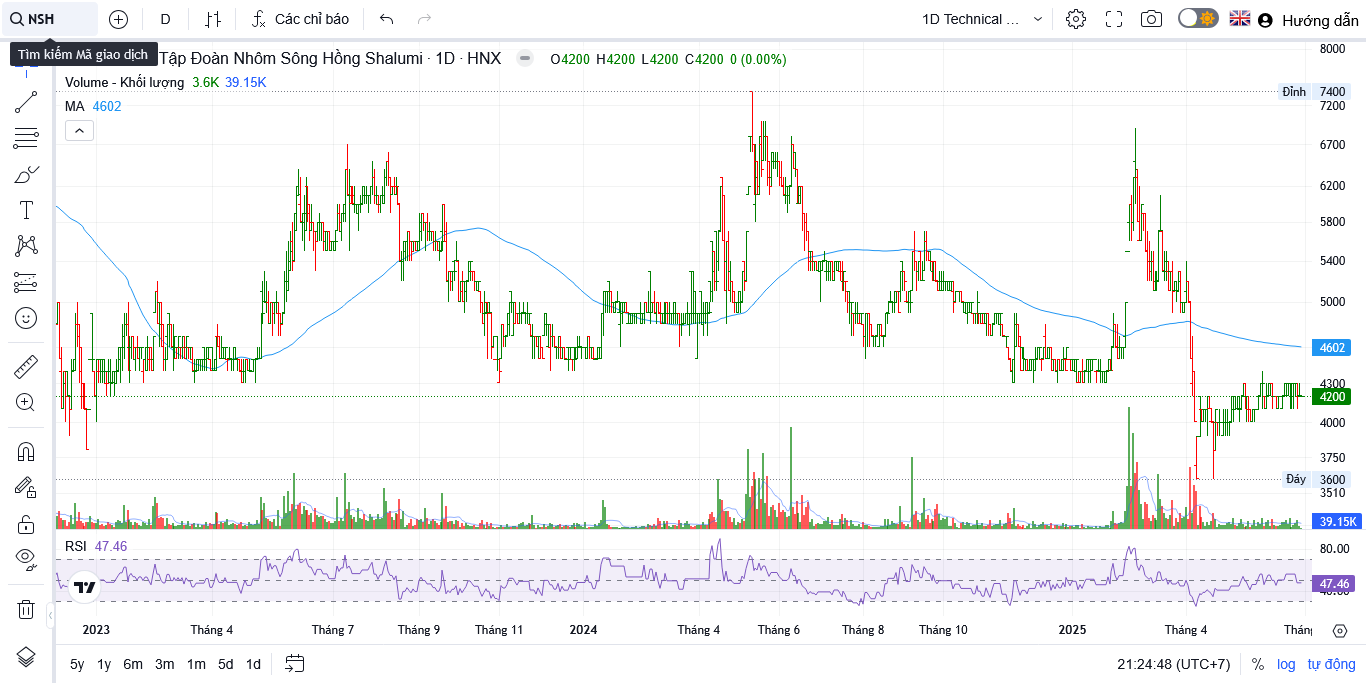 NSH
D
Các chỉ báo
1D Technical ...
Hướng dẫn
Tìm kiếm Mã giao dịch
Tập Đoàn Nhôm Sông Hồng Shalumi · 1D · HNX
O4200 H4200 L4200 C4200 0 (0.00%)
Volume - Khối lượng 3.6K 39.15K
MA 4602
8000
Đỉnh 7400
7200
6700
6200
5800
5400
5000
4602
4300
4200
4000
3750
Đáy 3600
3510
39.15K
RSI 47.46
80.00
47.46
2023
Tháng 4
Tháng 7
Tháng 9
Tháng 11
2024
Tháng 4
Tháng 6
Tháng 8
Tháng 10
2025
Tháng 4
5y 1y 6m 3m 1m 5d 1d
21:24:48 (UTC+7)
%
log
tự động